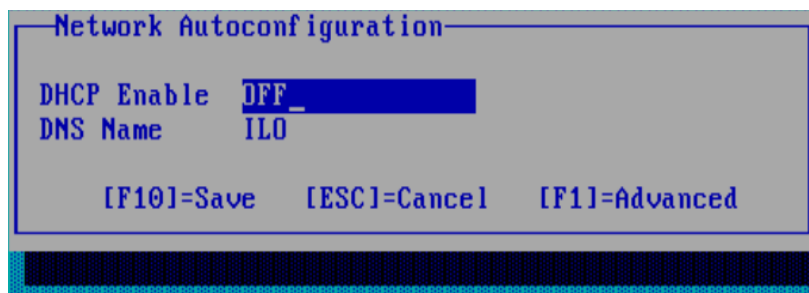 Network Autoconfiguration
DHCP Enable OFF_
DNS Name ILO
[F10]=Save [ESC]=Cancel [F1]=Advanced